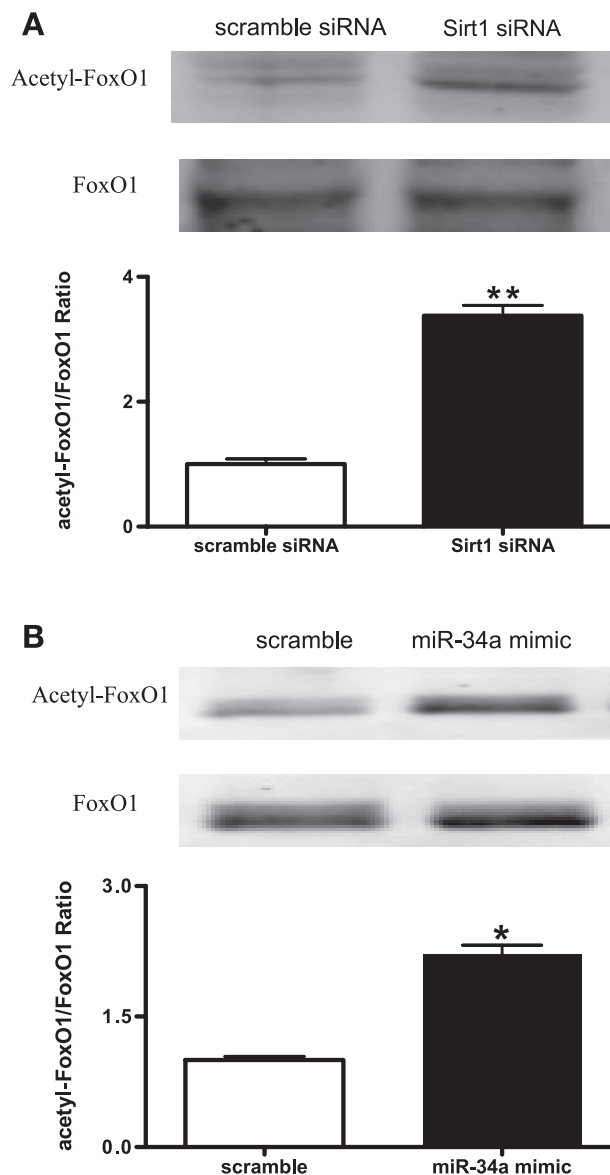 A
scramble siRNA Sirt1 siRNA
Acetyl-FoxO1
FoxO1
acetyl-FoxO1/FoxO1 Ratio
4
**
2
0
scramble siRNA Sirt1 siRNA
B
scramble miR-34a mimic
Acetyl-FoxO1
FoxO1
acetyl-FoxO1/FoxO1 Ratio
3.0
*
1.5
0.0
scramble miR-34a mimic